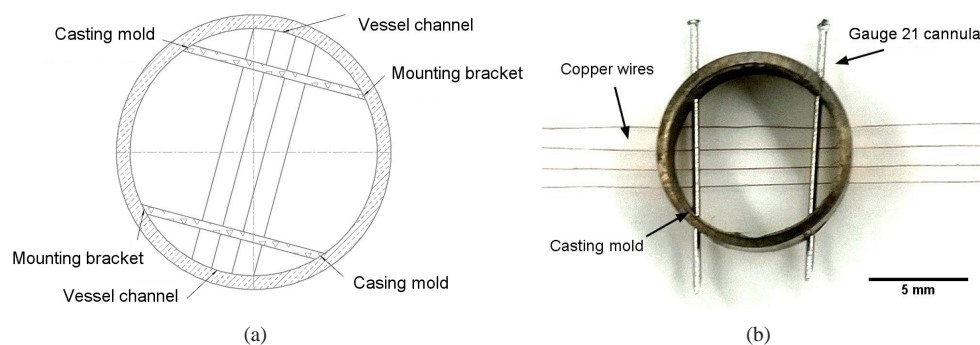 Casting mold
Vessel channel
Mounting bracket
Mounting bracket
Vessel channel
Casing mold
(a)
Gauge 21 cannula
Copper wires
Casting mold
5 mm
(b)